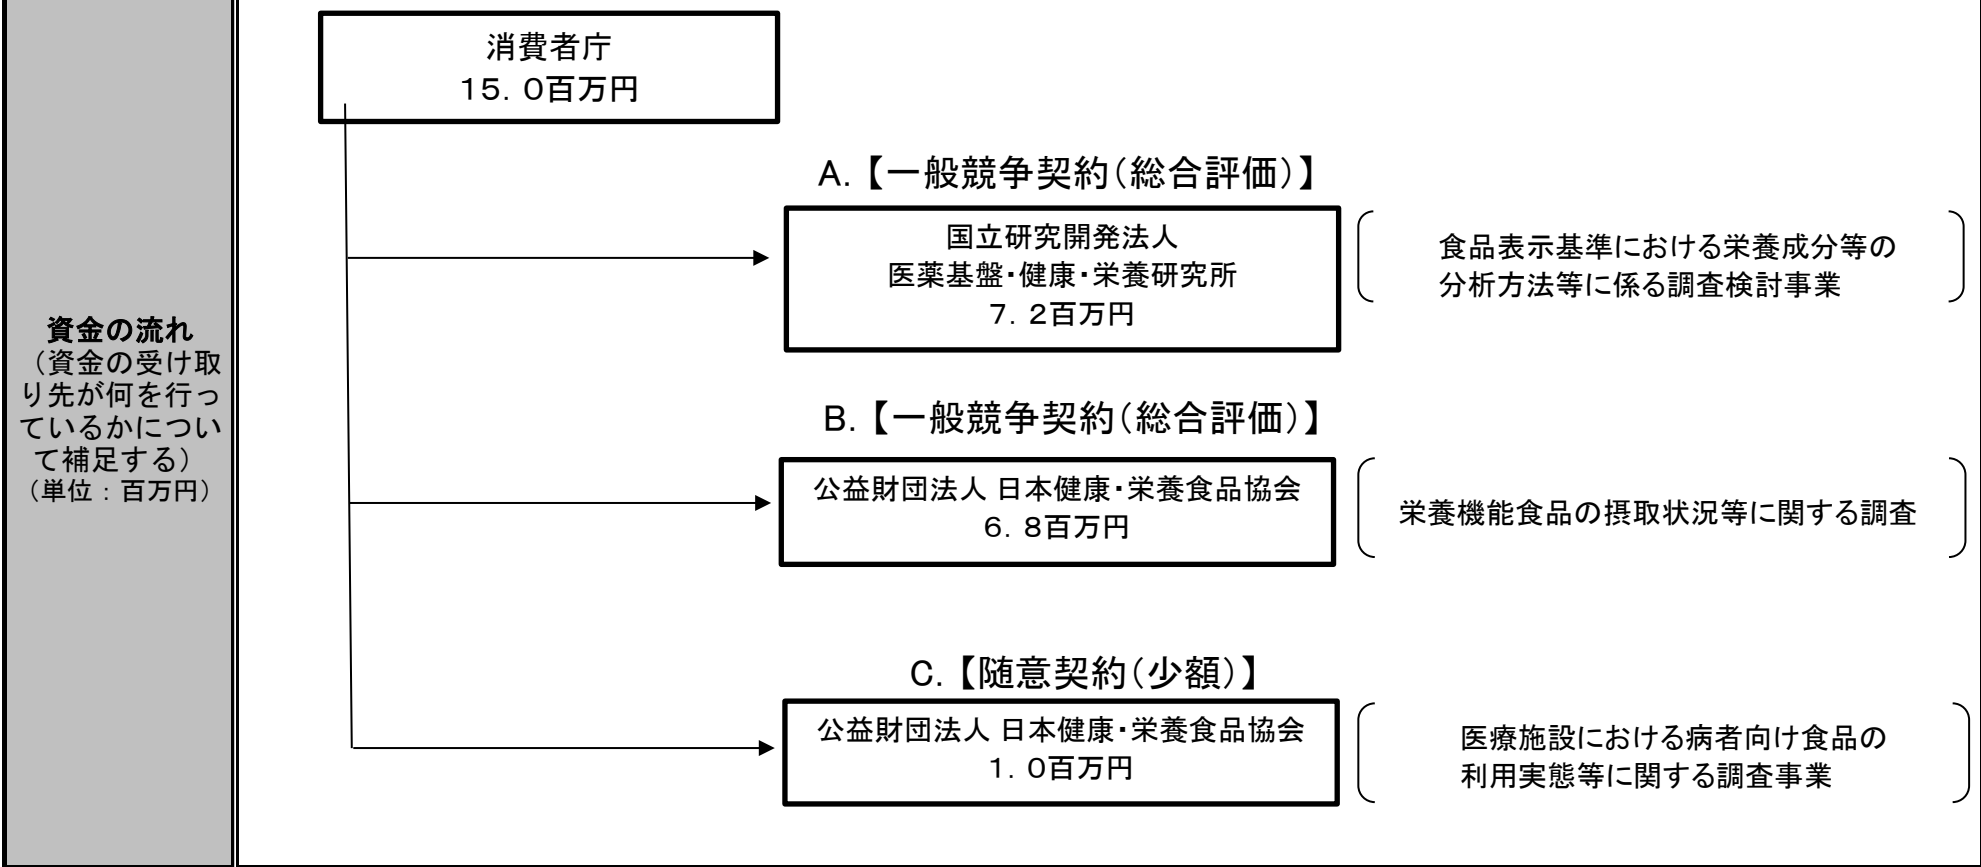 資金の流れ
（資金の受け取
り先が何を行っ
ているかについ
て補足する）
（単位：百万円）
消費者庁
１５．０百万円
A．【一般競争契約（総合評価）】
国立研究開発法人
医薬基盤・健康・栄養研究所
７．２百万円
食品表示基準における栄養成分等の
分析方法等に係る調査検討事業
B．【一般競争契約（総合評価）】
公益財団法人 日本健康・栄養食品協会
６．８百万円
栄養機能食品の摂取状況等に関する調査
C．【随意契約（少額）】
公益財団法人 日本健康・栄養食品協会
１．０百万円
医療施設における病者向け食品の
利用実態等に関する調査事業